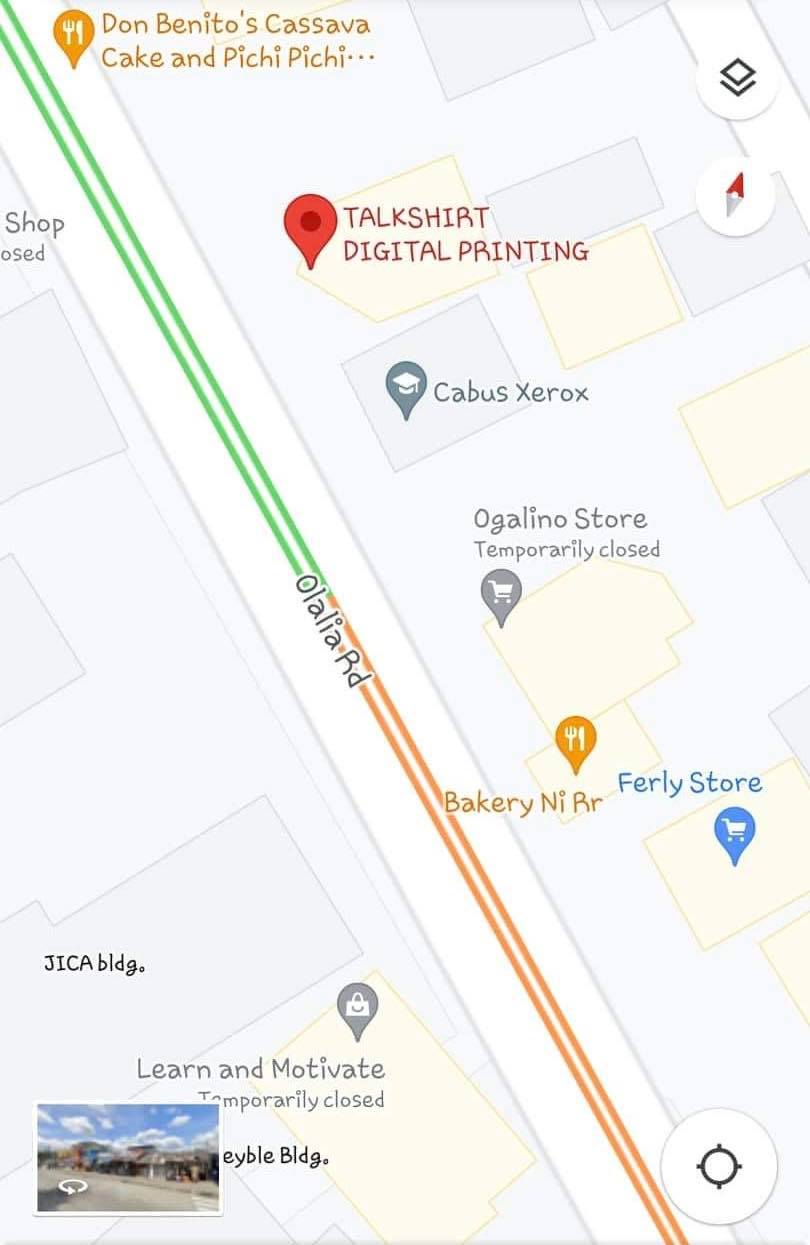 Don Benito's Cassava
Cake and Pichi Pichi...
Shop
osed
TALKSHIRT
DIGITAL PRINTING
Cabus Xerox
Ogalino Store
Temporarily closed
Olalia Rd
Bakery Ni Rr
Ferly Store
JICA bldg.
Learn and Motivate
Temporarily closed
eyble Bldg.